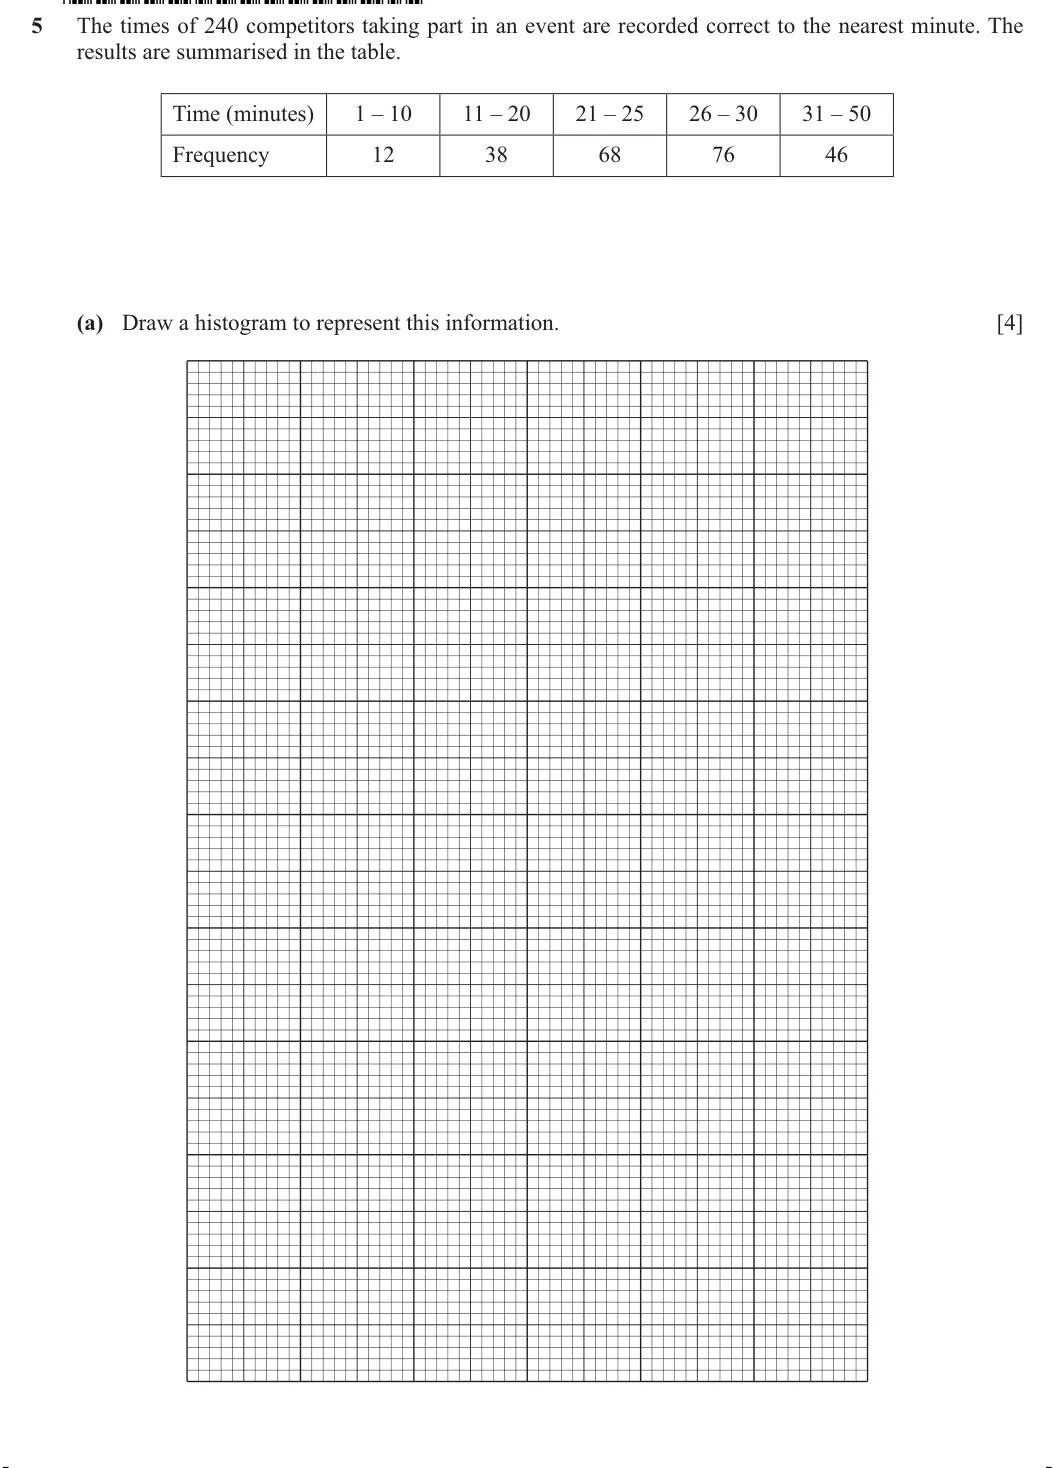 5 The times of 240 competitors taking part in an event are recorded correct to the nearest minute. The
results are summarised in the table.
Time (minutes) 1 – 10 11 – 20 21 – 25 26 – 30 31 – 50
Frequency 12 38 68 76 46
(a) Draw a histogram to represent this information. [4]